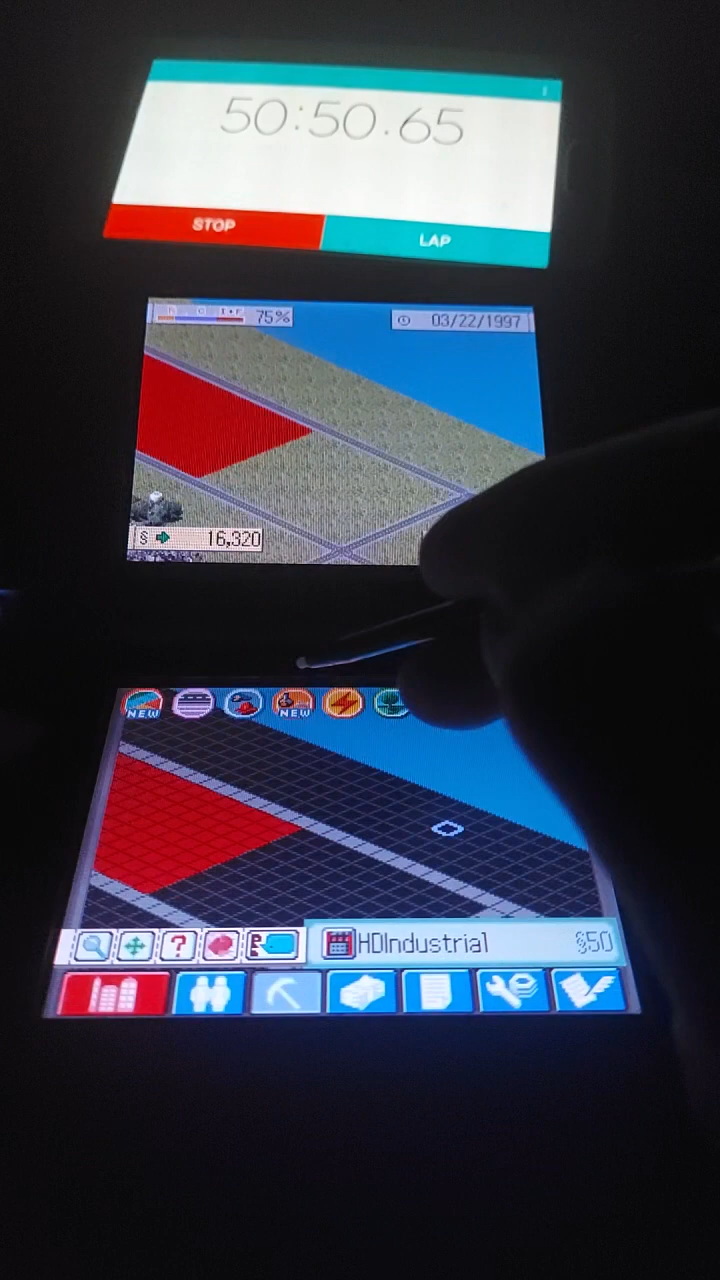 50:50.65
STOP
LAP
75%
03/22/1997
§ 16,320
NEW
NEW
?
HDIndustrial §50